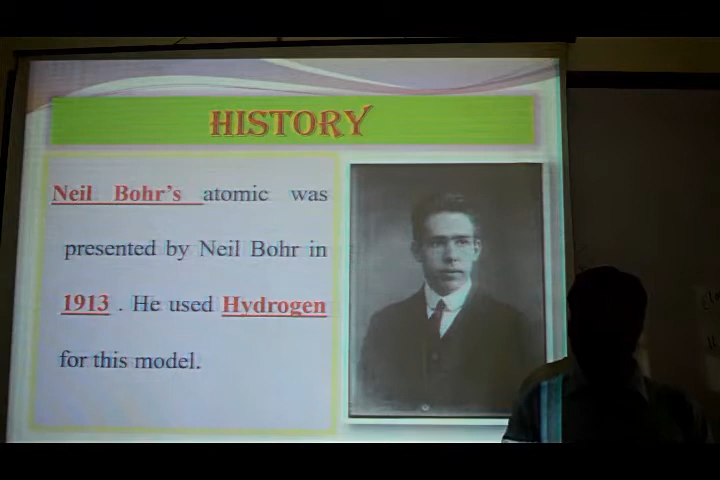 HISTORY
Neil Bohr's atomic was
presented by Neil Bohr in
1913 . He used Hydrogen
for this model.